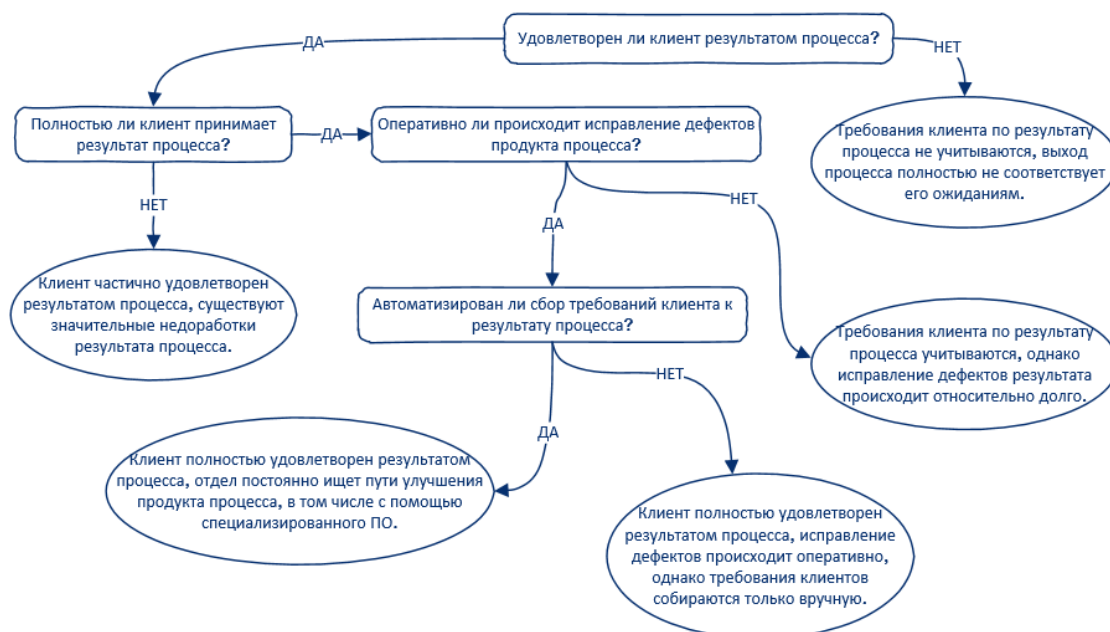 Удовлетворен ли клиент результатом процесса?
ДА
НЕТ
Полностью ли клиент принимает
результат процесса?
ДА
Оперативно ли происходит исправление дефектов
продукта процесса?
Требования клиента по результату
процесса не учитываются, выход
процесса полностью не соответствует
его ожиданиям.
НЕТ
ДА
НЕТ
Клиент частично удовлетворен
результатом процесса, существуют
значительные недоработки
результата процесса.
Автоматизирован ли сбор требований клиента к
результату процесса?
Требования клиента по результату
процесса учитываются, однако
исправление дефектов результата
происходит относительно долго.
НЕТ
ДА
Клиент полностью удовлетворен результатом
процесса, отдел постоянно ищет пути улучшения
продукта процесса, в том числе с помощью
специализированного ПО.
Клиент полностью удовлетворен
результатом процесса, исправление
дефектов происходит оперативно,
однако требования клиентов
собираются только вручную.